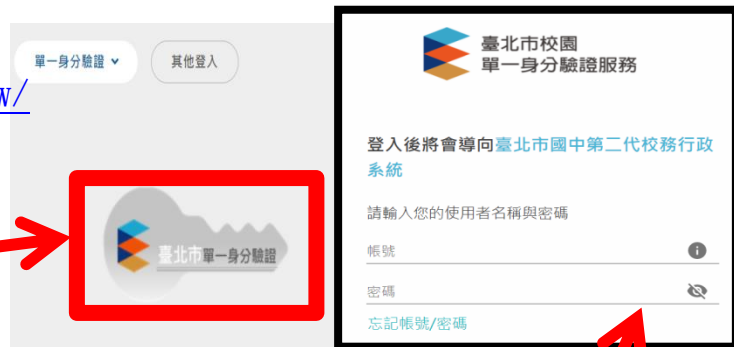 單一身分驗證
其他登入
w/
臺北市單一身分驗證
臺北市校園
單一身分驗證服務
登入後將會導向臺北市國中第二代校務行政
系統
請輸入您的使用者名稱與密碼
帳號
密碼
忘記帳號/密碼